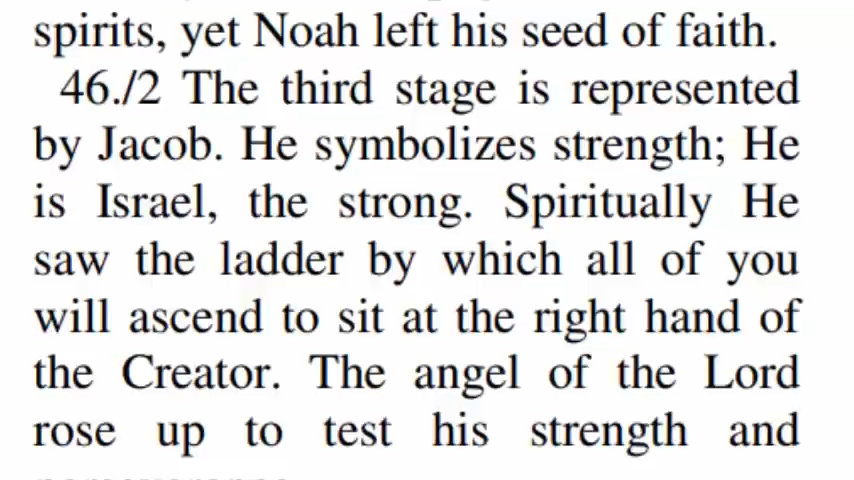 spirits, yet Noah left his seed of faith.
46./2 The third stage is represented
by Jacob. He symbolizes strength; He
is Israel, the strong. Spiritually He
saw the ladder by which all of you
will ascend to sit at the right hand of
the Creator. The angel of the Lord
rose up to test his strength and